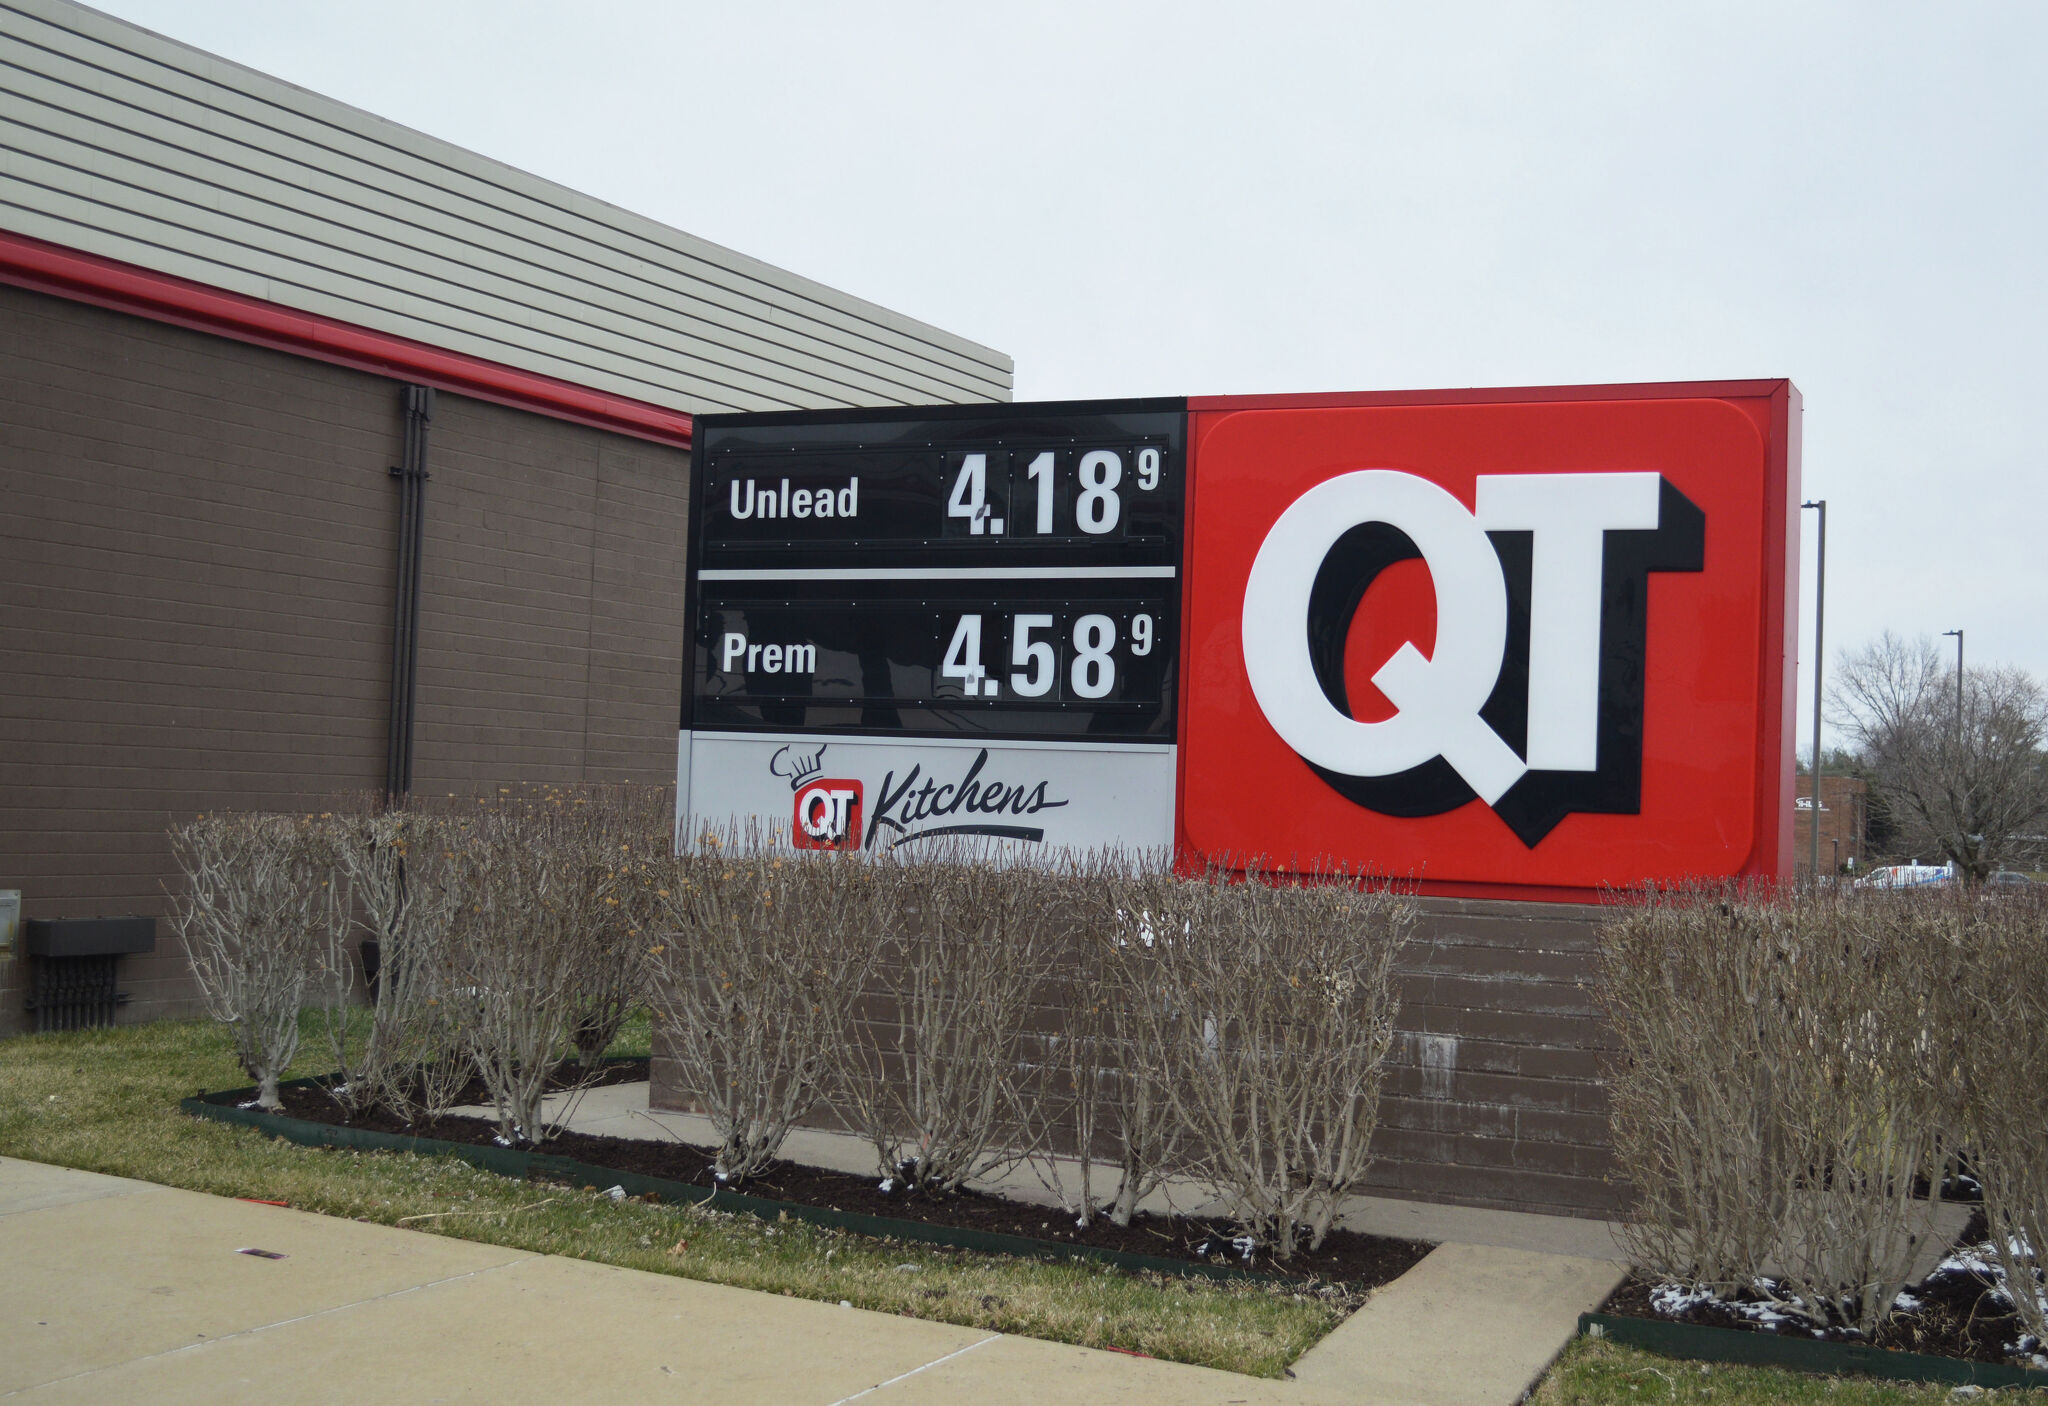 Unlead 4.18 9
Prem 4.58 9
QT Kitchens
QT